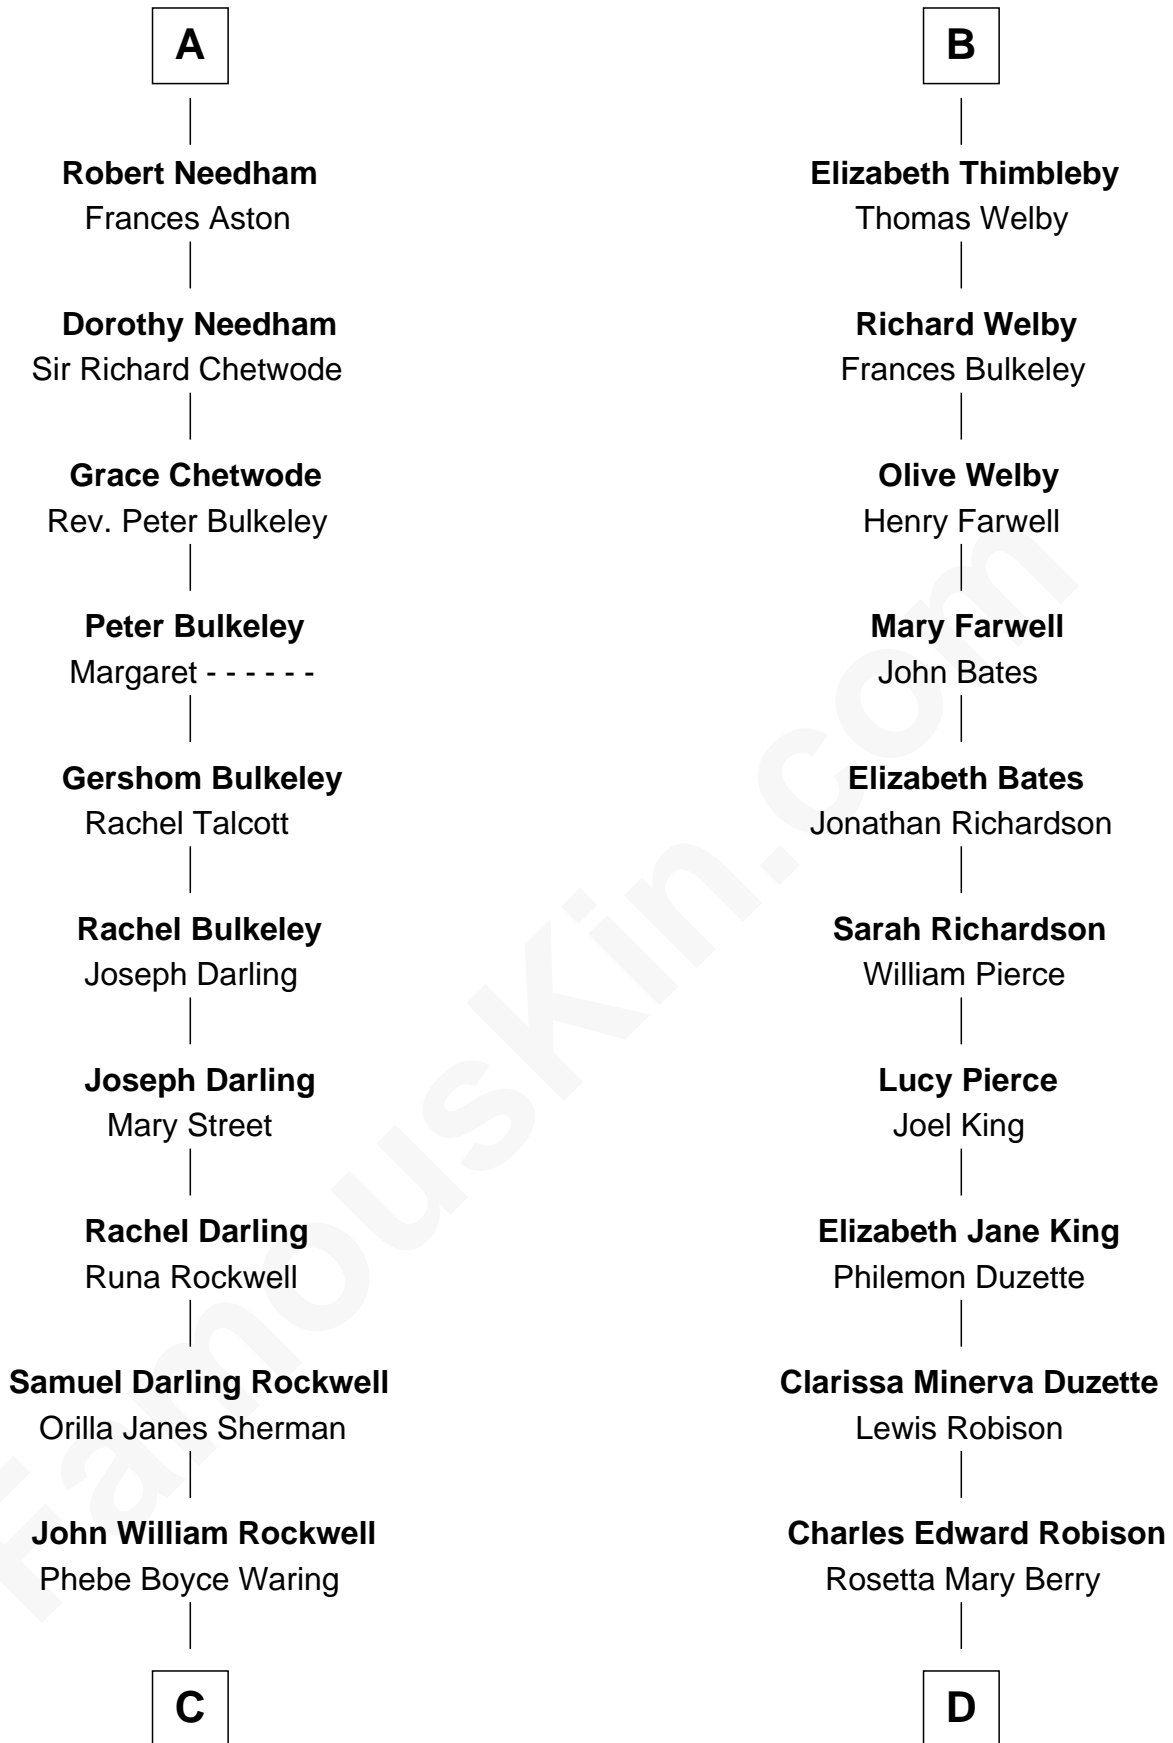 A
Robert Needham
Frances Aston
Dorothy Needham
Sir Richard Chetwode
Grace Chetwode
Rev. Peter Bulkeley
Peter Bulkeley
Margaret - - - - - -
Gershom Bulkeley
Rachel Talcott
Rachel Bulkeley
Joseph Darling
Joseph Darling
Mary Street
Rachel Darling
Runa Rockwell
Samuel Darling Rockwell
Orilla Janes Sherman
John William Rockwell
Phebe Boyce Waring
C
B
Elizabeth Thimbleby
Thomas Welby
Richard Welby
Frances Bulkeley
Olive Welby
Henry Farwell
Mary Farwell
John Bates
Elizabeth Bates
Jonathan Richardson
Sarah Richardson
William Pierce
Lucy Pierce
Joel King
Elizabeth Jane King
Philemon Duzette
Clarissa Minerva Duzette
Lewis Robison
Charles Edward Robison
Rosetta Mary Berry
D
FamousKin.com